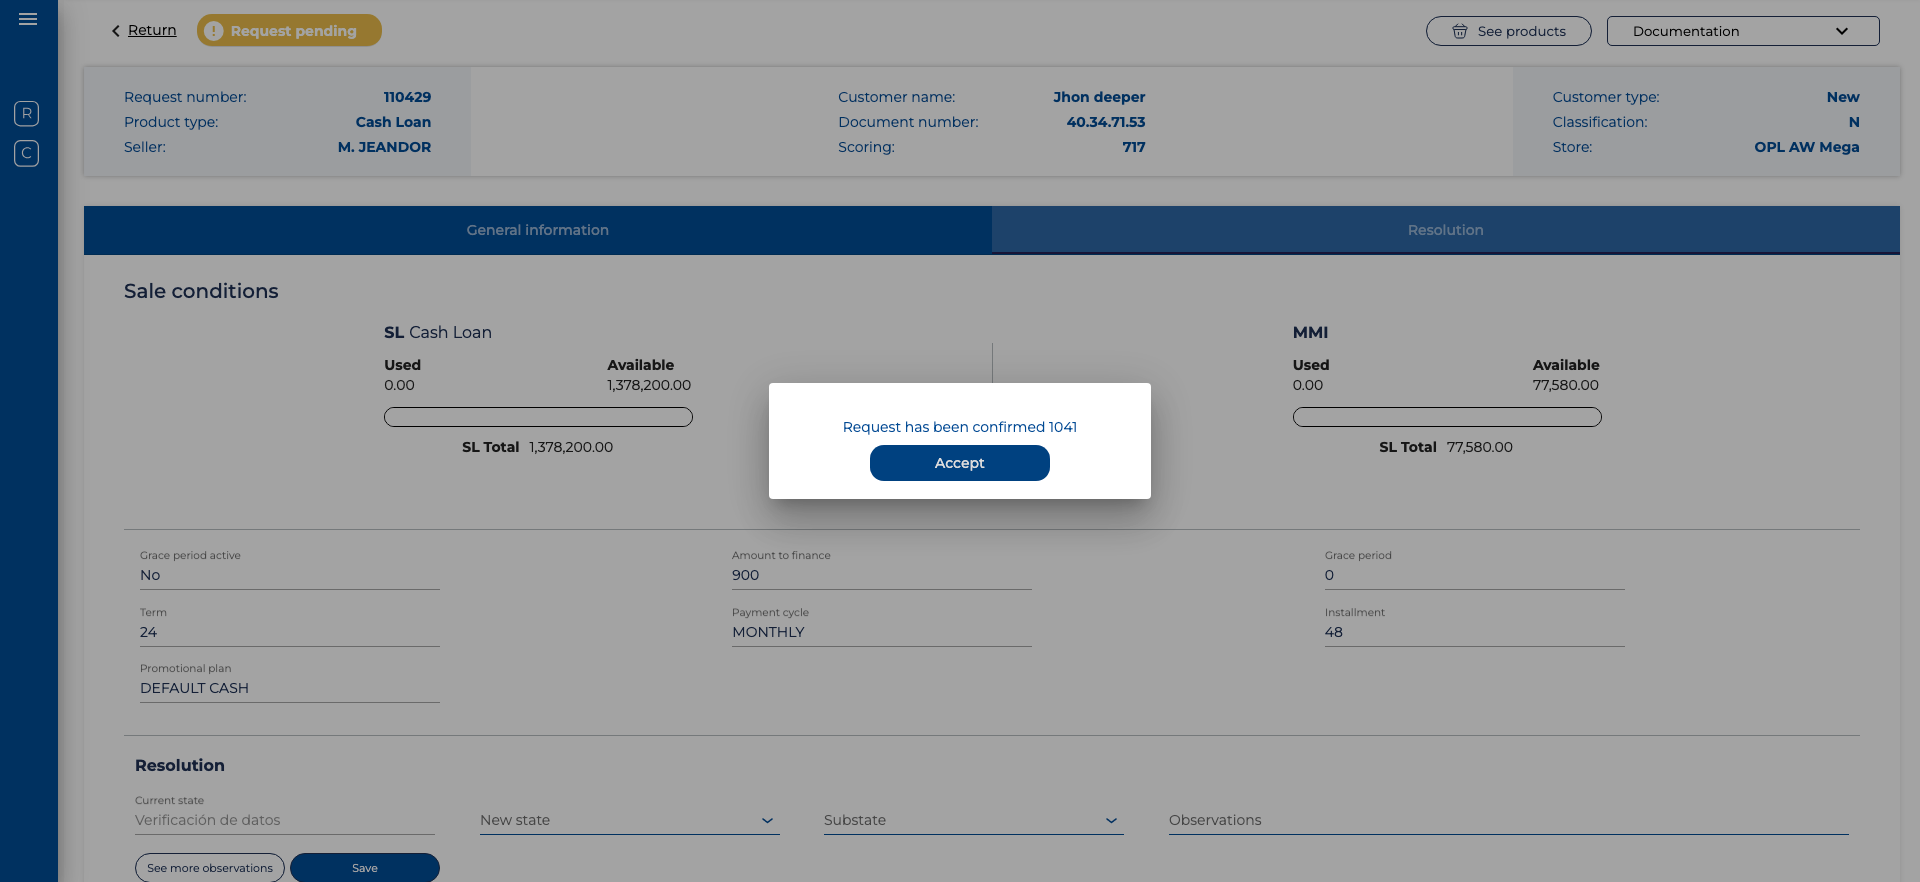 Return
Request pending
See products
Documentation
R
C
Request number: 110429
Product type: Cash Loan
Seller: M. JEANDOR
Customer name: Jhon deeper
Document number: 40.34.71.53
Scoring: 717
Customer type: New
Classification: N
Store: OPL AW Mega
General information
Resolution
Sale conditions
SL Cash Loan
Used Available
0.00 1,378,200.00
SL Total 1,378,200.00
MMI
Used Available
0.00 77,580.00
SL Total 77,580.00
Request has been confirmed 1041
Accept
Grace period active
No
Amount to finance
900
Grace period
0
Term
24
Payment cycle
MONTHLY
Installment
48
Promotional plan
DEFAULT CASH
Resolution
Current state
Verificación de datos
New state
Substate
Observations
See more observations
Save